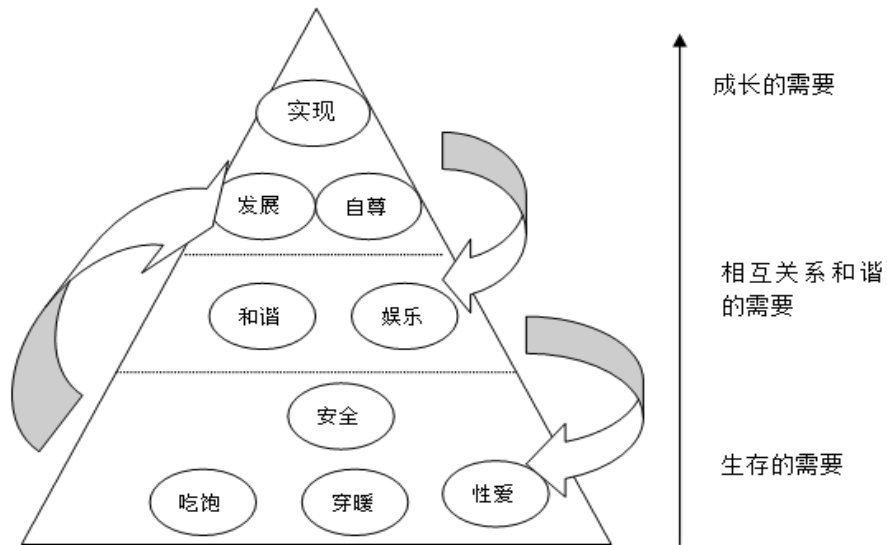 实现
成长的需要
发展
自尊
相互关系和谐
的需要
和谐
娱乐
安全
生存的需要
吃饱
穿暖
性爱